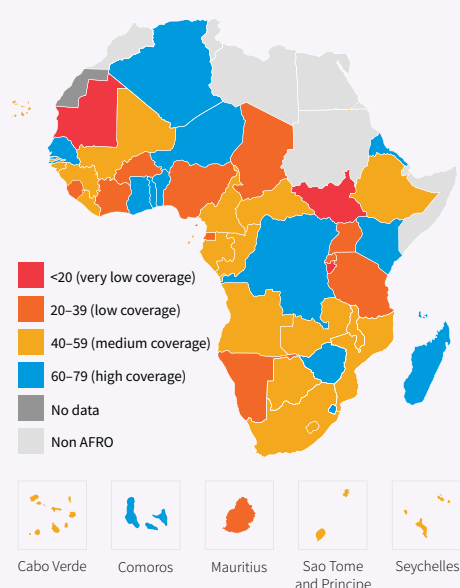 <20 (very low coverage)
20–39 (low coverage)
40–59 (medium coverage)
60–79 (high coverage)
No data
Non AFRO
Cabo Verde
Comoros
Mauritius
Sao Tome
and Principe
Seychelles